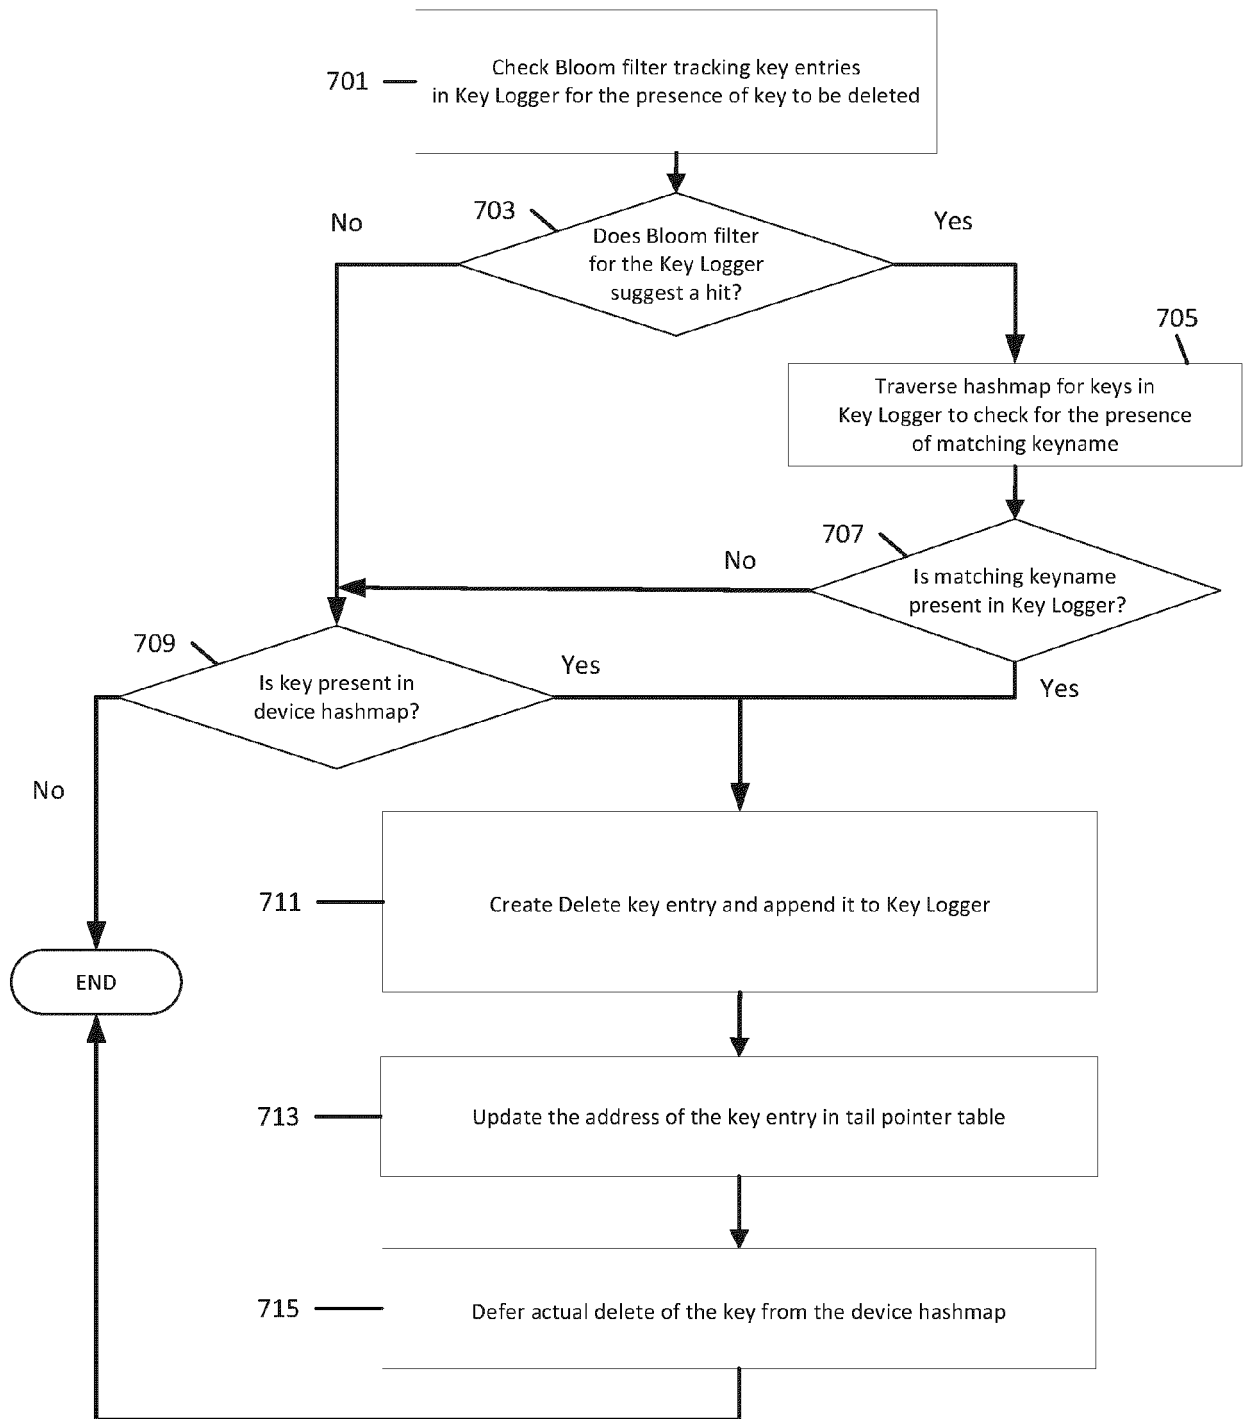 701
Check Bloom filter tracking key entries
in Key Logger for the presence of key to be deleted
No
703
Yes
Does Bloom filter
for the Key Logger
suggest a hit?
705
Traverse hashmap for keys in
Key Logger to check for the presence
of matching keyname
707
No
Is matching keyname
present in Key Logger?
709
Yes
Yes
Is key present in
device hashmap?
No
711
Create Delete key entry and append it to Key Logger
END
713
Update the address of the key entry in tail pointer table
715
Defer actual delete of the key from the device hashmap